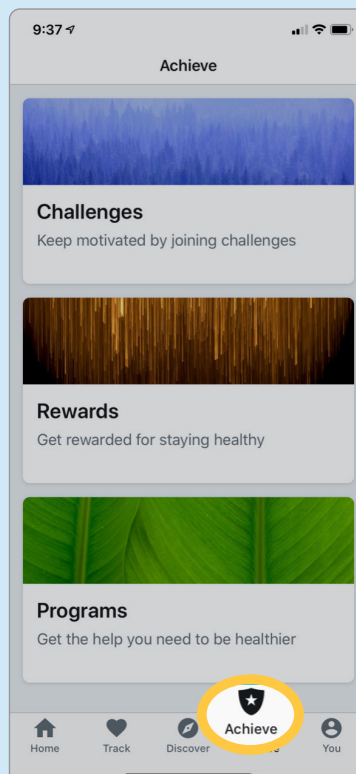 9:37
Achieve
Challenges
Keep motivated by joining challenges
Rewards
Get rewarded for staying healthy
Programs
Get the help you need to be healthier
Home
Track
Discover
Achieve
You